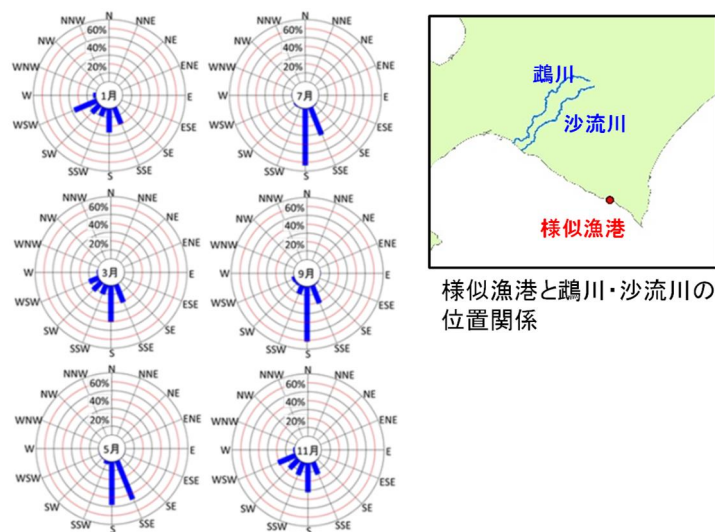 N
NNW
NNE
NW
NE
WNW
ENE
W
E
WSW
ESE
SW
SE
SSW
SSE
S
60%
40%
20%
1月
N
NNW
NNE
NW
NE
WNW
ENE
W
E
WSW
ESE
SW
SE
SSW
SSE
S
60%
40%
20%
7月
N
NNW
NNE
NW
NE
WNW
ENE
W
E
WSW
ESE
SW
SE
SSW
SSE
S
60%
40%
20%
3月
N
NNW
NNE
NW
NE
WNW
ENE
W
E
WSW
ESE
SW
SE
SSW
SSE
S
60%
40%
20%
9月
N
NNW
NNE
NW
NE
WNW
ENE
W
E
WSW
ESE
SW
SE
SSW
SSE
S
60%
40%
20%
5月
N
NNW
NNE
NW
NE
WNW
ENE
W
E
WSW
ESE
SW
SE
SSW
SSE
S
60%
40%
20%
11月
鵡川
沙流川
様似漁港
様似漁港と鵡川・沙流川の
位置関係